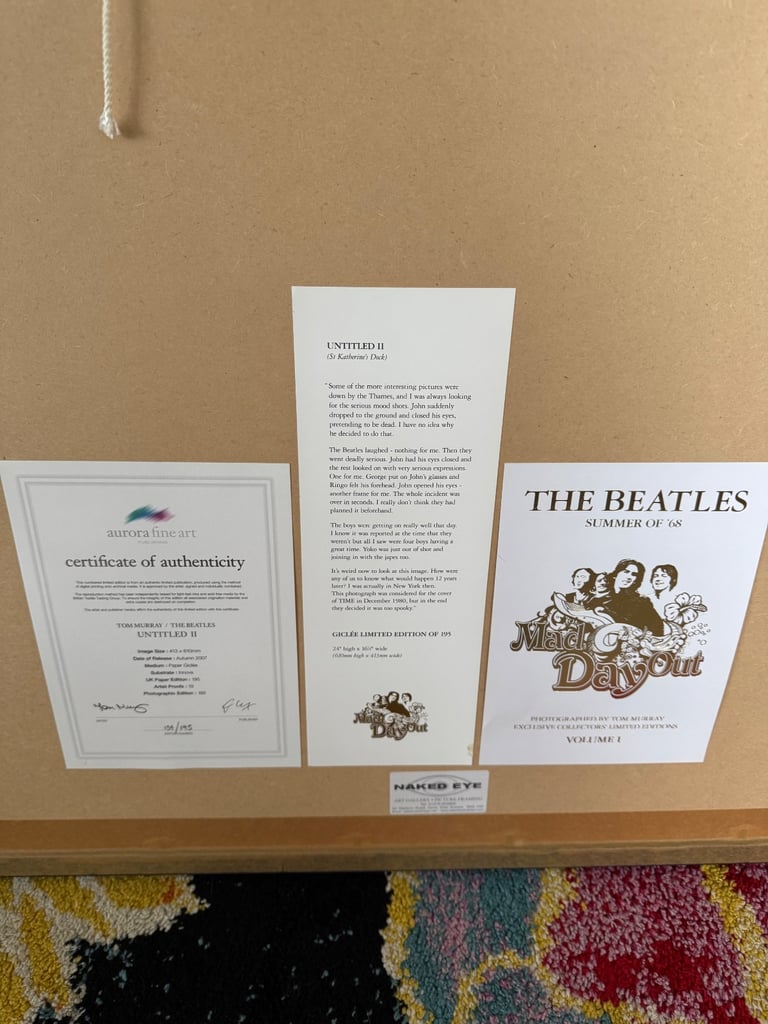 aurora fine art
certificate of authenticity
TOM MURRAY / THE BEATLES
UNTITLED II
Date of Release : Autumn 2007
Medium : Paper Giclée
UK Paper Edition : 195
UNTITLED II
(St Katherine's Dock)
"Some of the more interesting pictures were
down by the Thames, and I was always looking
for the serious mood shots. John suddenly
dropped to the ground and closed his eyes,
pretending to be dead. I have no idea why
he decided to do that.
The Beatles laughed - nothing for me. Then they
went deadly serious. John had his eyes closed and
the rest looked on with very serious expressions.
One for me. George put on John's glasses and
Ringo felt his forehead. John opened his eyes -
another frame for me. The whole incident was
over in seconds. I really don't think they had
planned it beforehand.
The boys were getting on really well that day.
I know it was reported at the time that they
weren't but all I saw were four boys having a
great time. Yoko was just out of shot and
joining in with the japes too.
It's weird now to look at this image. How were
any of us to know what would happen 12 years
later? I was actually in New York then.
This photograph was considered for the cover
of TIME in December 1980, but in the end
they decided it was too spooky."
GICLÉE LIMITED EDITION OF 195
24" high x 16¼" wide
(610mm high x 413mm wide)
Mad
Day Out
THE BEATLES
SUMMER OF '68
Mad
Day Out
PHOTOGRAPHED BY TOM MURRAY
EXCLUSIVE COLLECTORS' LIMITED EDITIONS
VOLUME I
NAKED EYE
ART GALLERY • PICTURE FRAMING